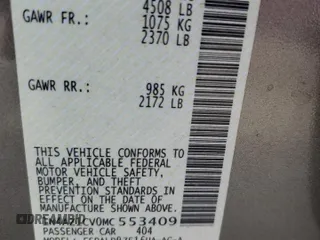 4508 LB
GAWR FR.: 1075 KG
2370 LB
GAWR RR.: 985 KG
2172 LB
THIS VEHICLE CONFORMS TO
ALL APPLICABLE FEDERAL
MOTOR VEHICLE SAFETY,
BUMPER, AND THEFT
PREVENTION STANDARDS IN
EFFECT ON THE DATE OF
MANUFACTURE SHOWN ABOVE.
553409
PASSENGER CAR 404